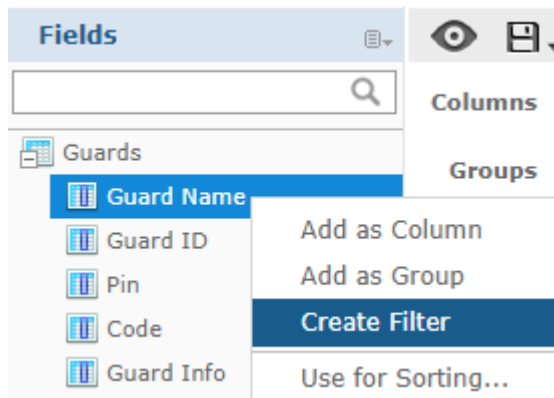 Fields
Columns
Guards
Groups
Guard Name
Guard ID
Pin
Code
Guard Info
Add as Column
Add as Group
Create Filter
Use for Sorting...